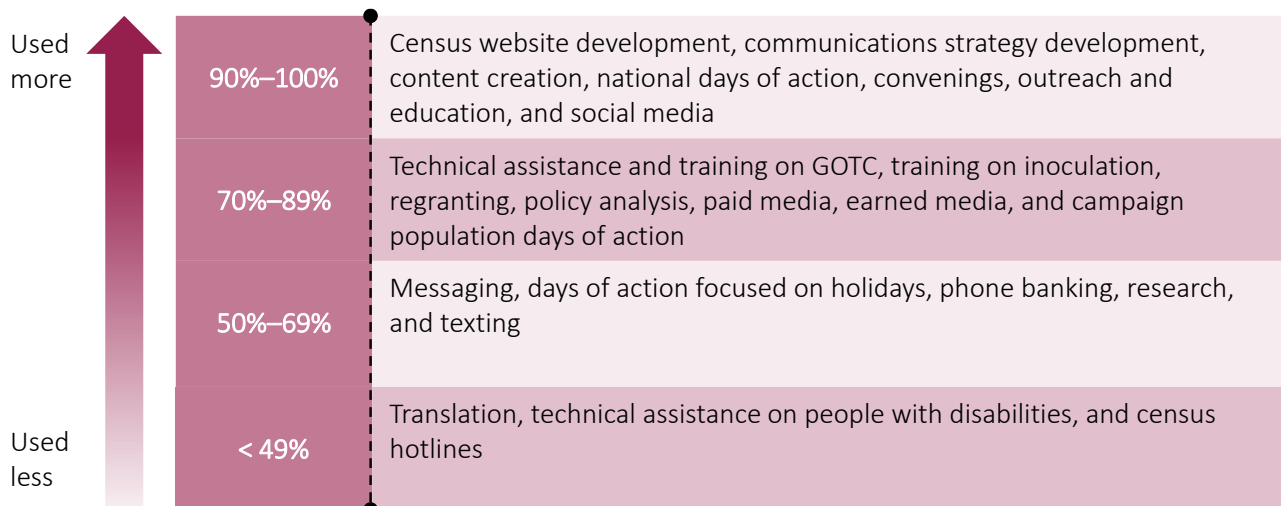 Used
more
90%–100%
Census website development, communications strategy development,
content creation, national days of action, convenings, outreach and
education, and social media
70%–89%
Technical assistance and training on GOTC, training on inoculation,
regranting, policy analysis, paid media, earned media, and campaign
population days of action
50%–69%
Messaging, days of action focused on holidays, phone banking, research,
and texting
Used
less
< 49%
Translation, technical assistance on people with disabilities, and census
hotlines